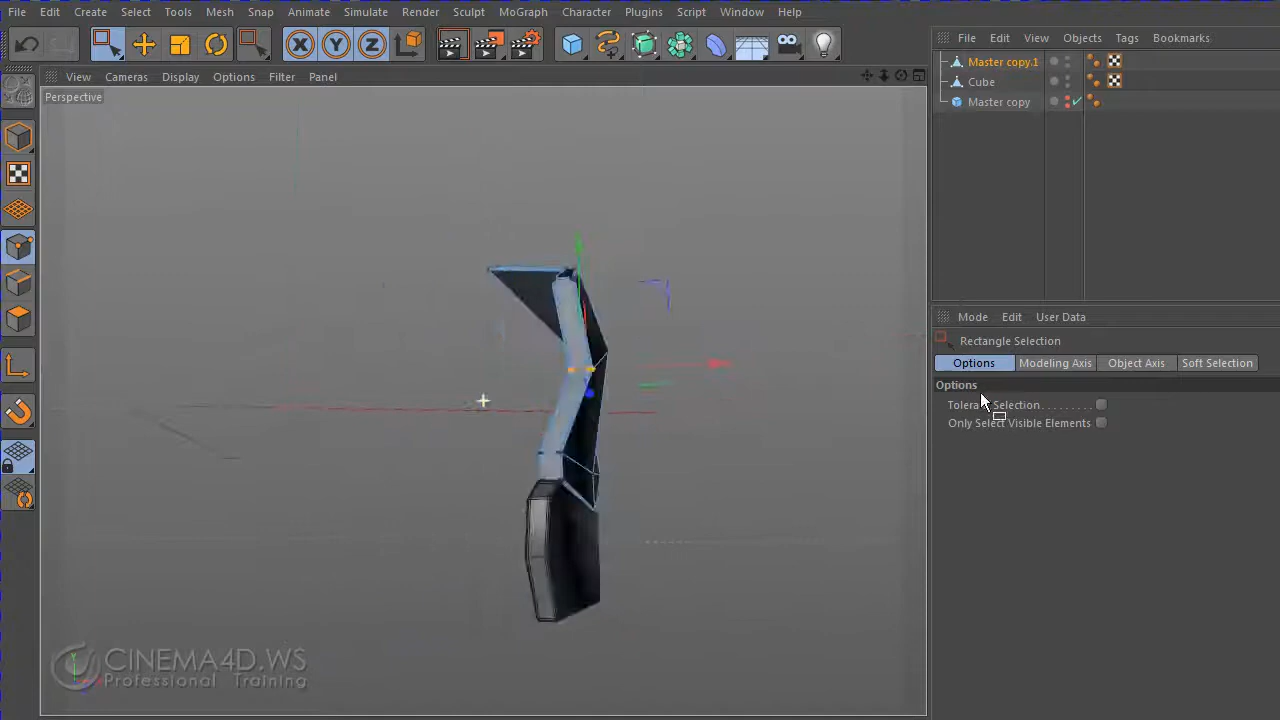 File Edit Create Select Tools Mesh Snap Animate Simulate Render Sculpt MoGraph Character Plugins Script Window Help
File Edit View Objects Tags Bookmarks
Master copy.1
Cube
Master copy
View Cameras Display Options Filter Panel
Perspective
Mode Edit User Data
Rectangle Selection
Options Modeling Axis Object Axis Soft Selection
Options
Tolera Selection
Only Select Visible Elements
CINEMA4D.WS
Professional Training